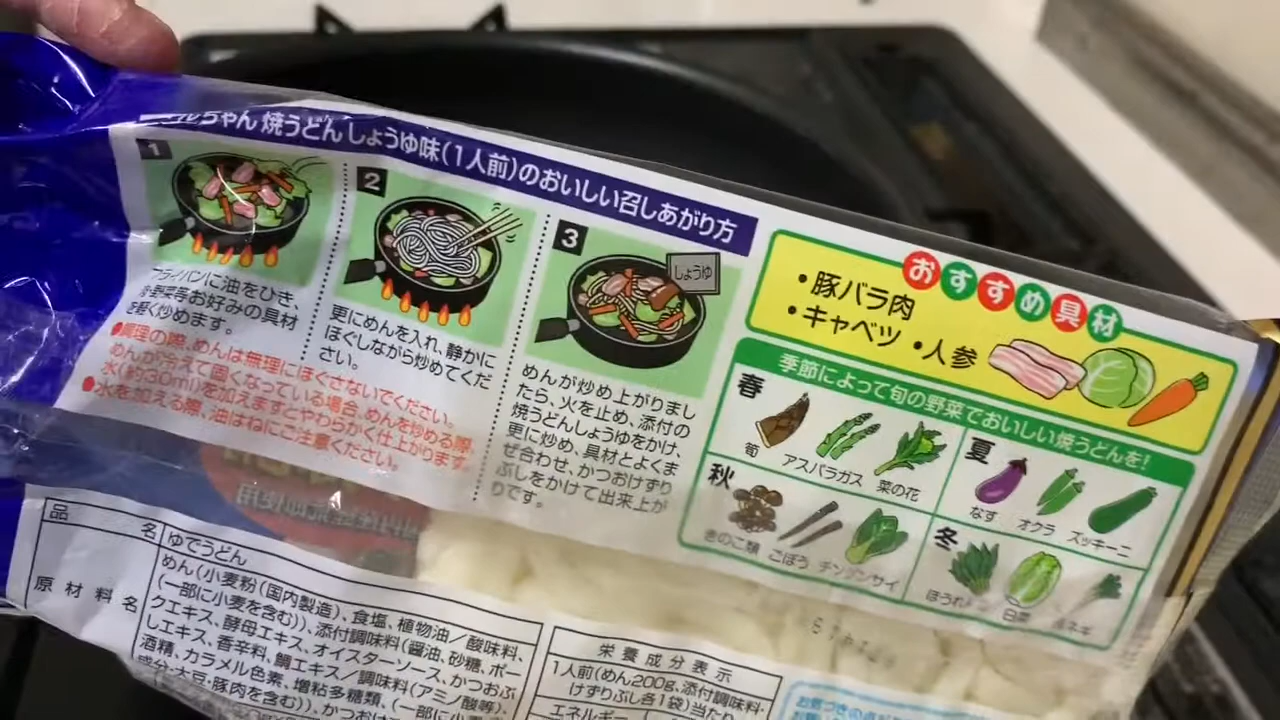 ちゃん 焼うどん しょうゆ味(1人前)のおいしい召しあがり方
1
フライパンに油をひき、
野菜等お好みの具材
を軽く炒めます。
●調理の際、めんは無理にほぐさないでください。
めんが冷えて固くなっている場合、めんを炒める際、
水(約30ml)を加えますとやわらかく仕上がります。
●水を加える際、油はねにご注意ください。
2
更にめんを入れ、静かに
ほぐしながら炒めてくだ
さい。
3
しょうゆ
めんが炒め上がりまし
たら、火を止め、添付の
焼うどんしょうゆをかけ、
更に炒め、具材とよくま
ぜ合わせ、かつおけずり
ぶしをかけて出来上が
りです。
おすすめ具材
・豚バラ肉
・キャベツ ・人参
季節によって旬の野菜でおいしい焼うどんを!
春
筍 アスパラガス 菜の花
夏
なす オクラ ズッキーニ
秋
きのこ類 ごぼう チンゲンサイ
冬
白菜
品名 ゆでうどん
原材料名
めん(小麦粉(国内製造)、食塩、植物油/酸味料、
(一部に小麦を含む))、添付調味料(醤油、砂糖、ポー
クエキス、酵母エキス、オイスターソース、かつおぶ
しエキス、香辛料、鯛エキス/調味料(アミノ酸等)、
酒精、カラメル色素、増粘多糖類、(一部に小麦
成分・大豆・豚肉を含む))、かつお
栄養成分表示
1人前(めん200g、添付調味料・
けずりぶし各1袋)当たり
エネルギー